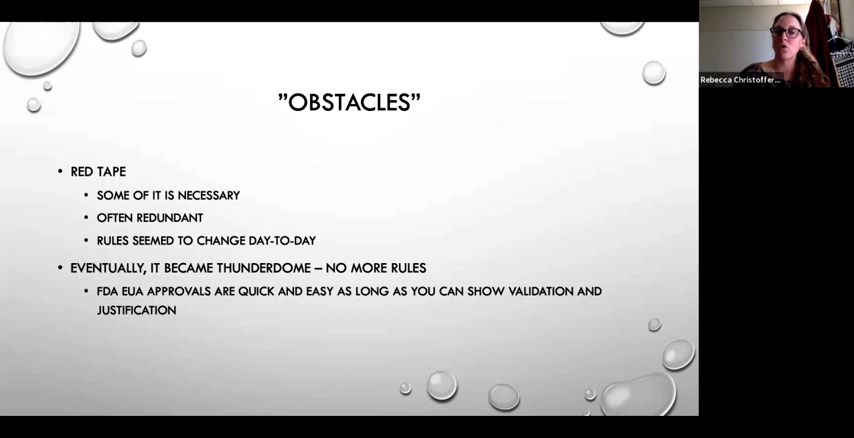 "OBSTACLES"
• RED TAPE
• SOME OF IT IS NECESSARY
• OFTEN REDUNDANT
• RULES SEEMED TO CHANGE DAY-TO-DAY
• EVENTUALLY, IT BECAME THUNDERDOME – NO MORE RULES
• FDA EUA APPROVALS ARE QUICK AND EASY AS LONG AS YOU CAN SHOW VALIDATION AND
JUSTIFICATION
Rebecca Christoffer...